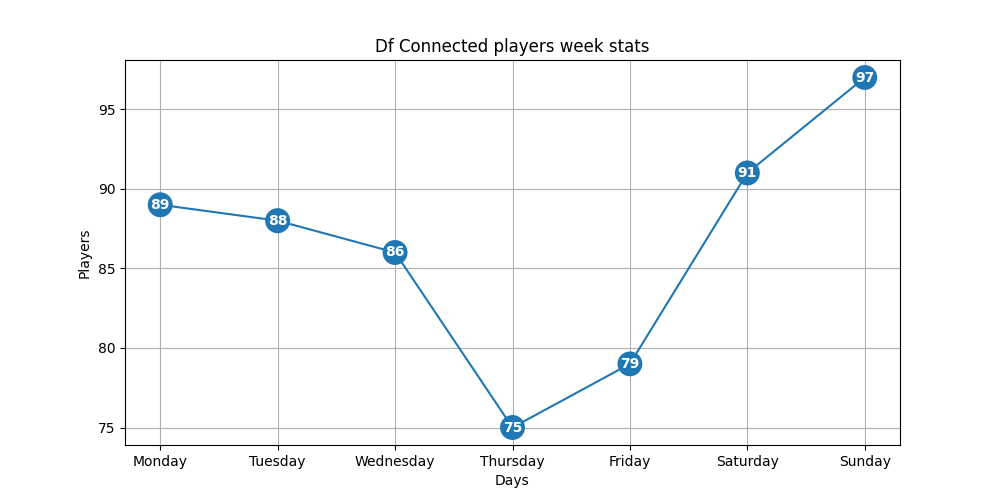 Df Connected players week stats
Players
95
90
85
80
75
89
88
86
75
79
91
97
Monday
Tuesday
Wednesday
Thursday
Friday
Saturday
Sunday
Days